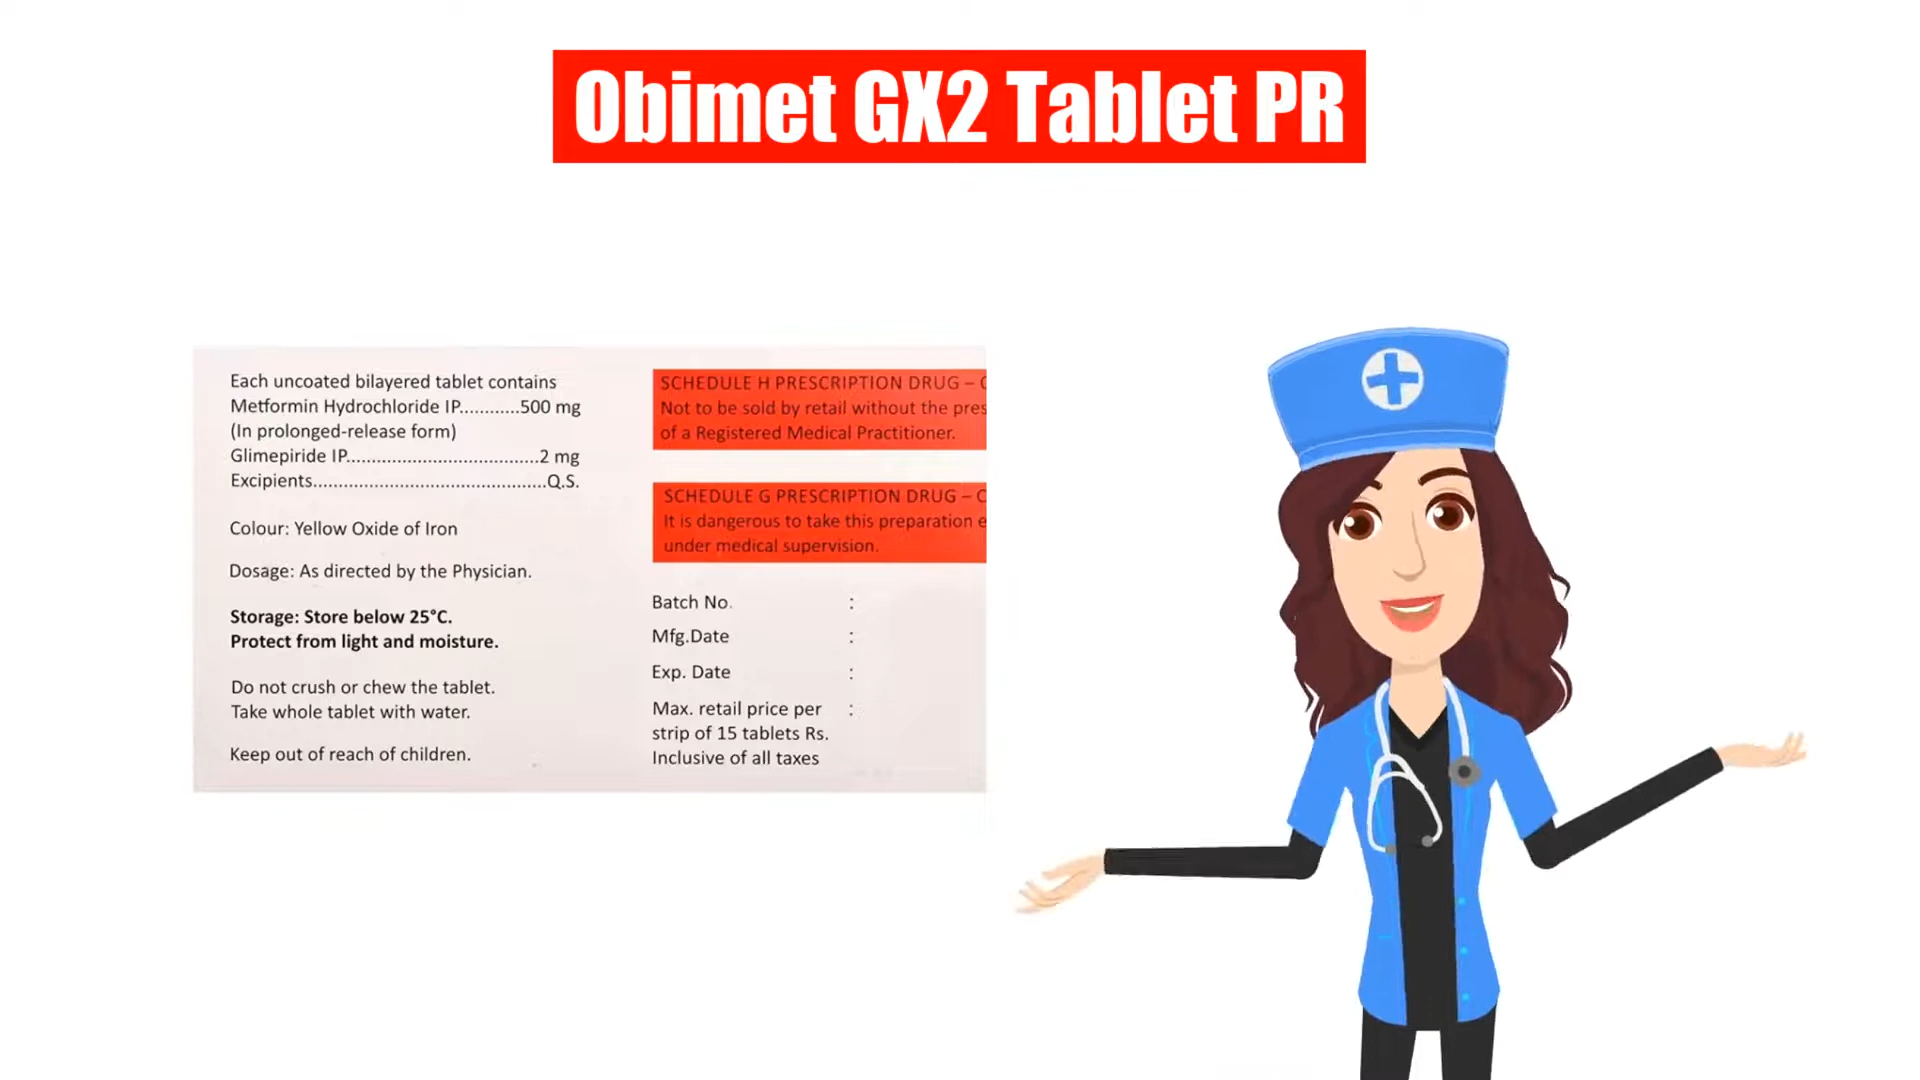 Obimet GX2 Tablet PR
Each uncoated bilayered tablet contains
Metformin Hydrochloride IP............500 mg
(In prolonged-release form)
Glimepiride IP.....................................2 mg
Excipients.............................................Q.S.
Colour: Yellow Oxide of Iron
Dosage: As directed by the Physician.
Storage: Store below 25°C.
Protect from light and moisture.
Do not crush or chew the tablet.
Take whole tablet with water.
Keep out of reach of children.
SCHEDULE H PRESCRIPTION DRUG –
Not to be sold by retail without the
of a Registered Medical Practitioner.
SCHEDULE G PRESCRIPTION DRUG –
It is dangerous to take this preparation
under medical supervision.
Batch No. :
Mfg.Date :
Exp. Date :
Max. retail price per :
strip of 15 tablets Rs.
Inclusive of all taxes